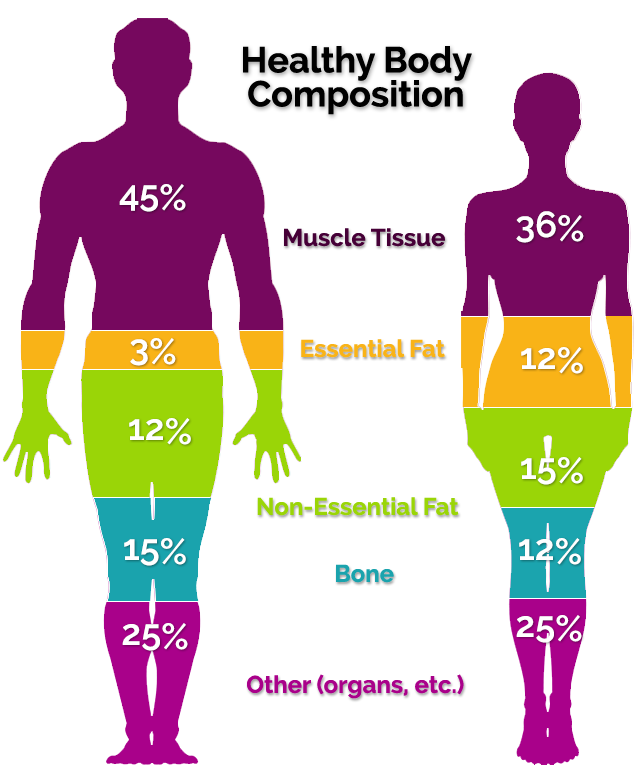 Healthy Body
Composition
45%
36%
Muscle Tissue
3%
Essential Fat
12%
12%
15%
Non-Essential Fat
15%
12%
Bone
25%
25%
Other (organs, etc.)